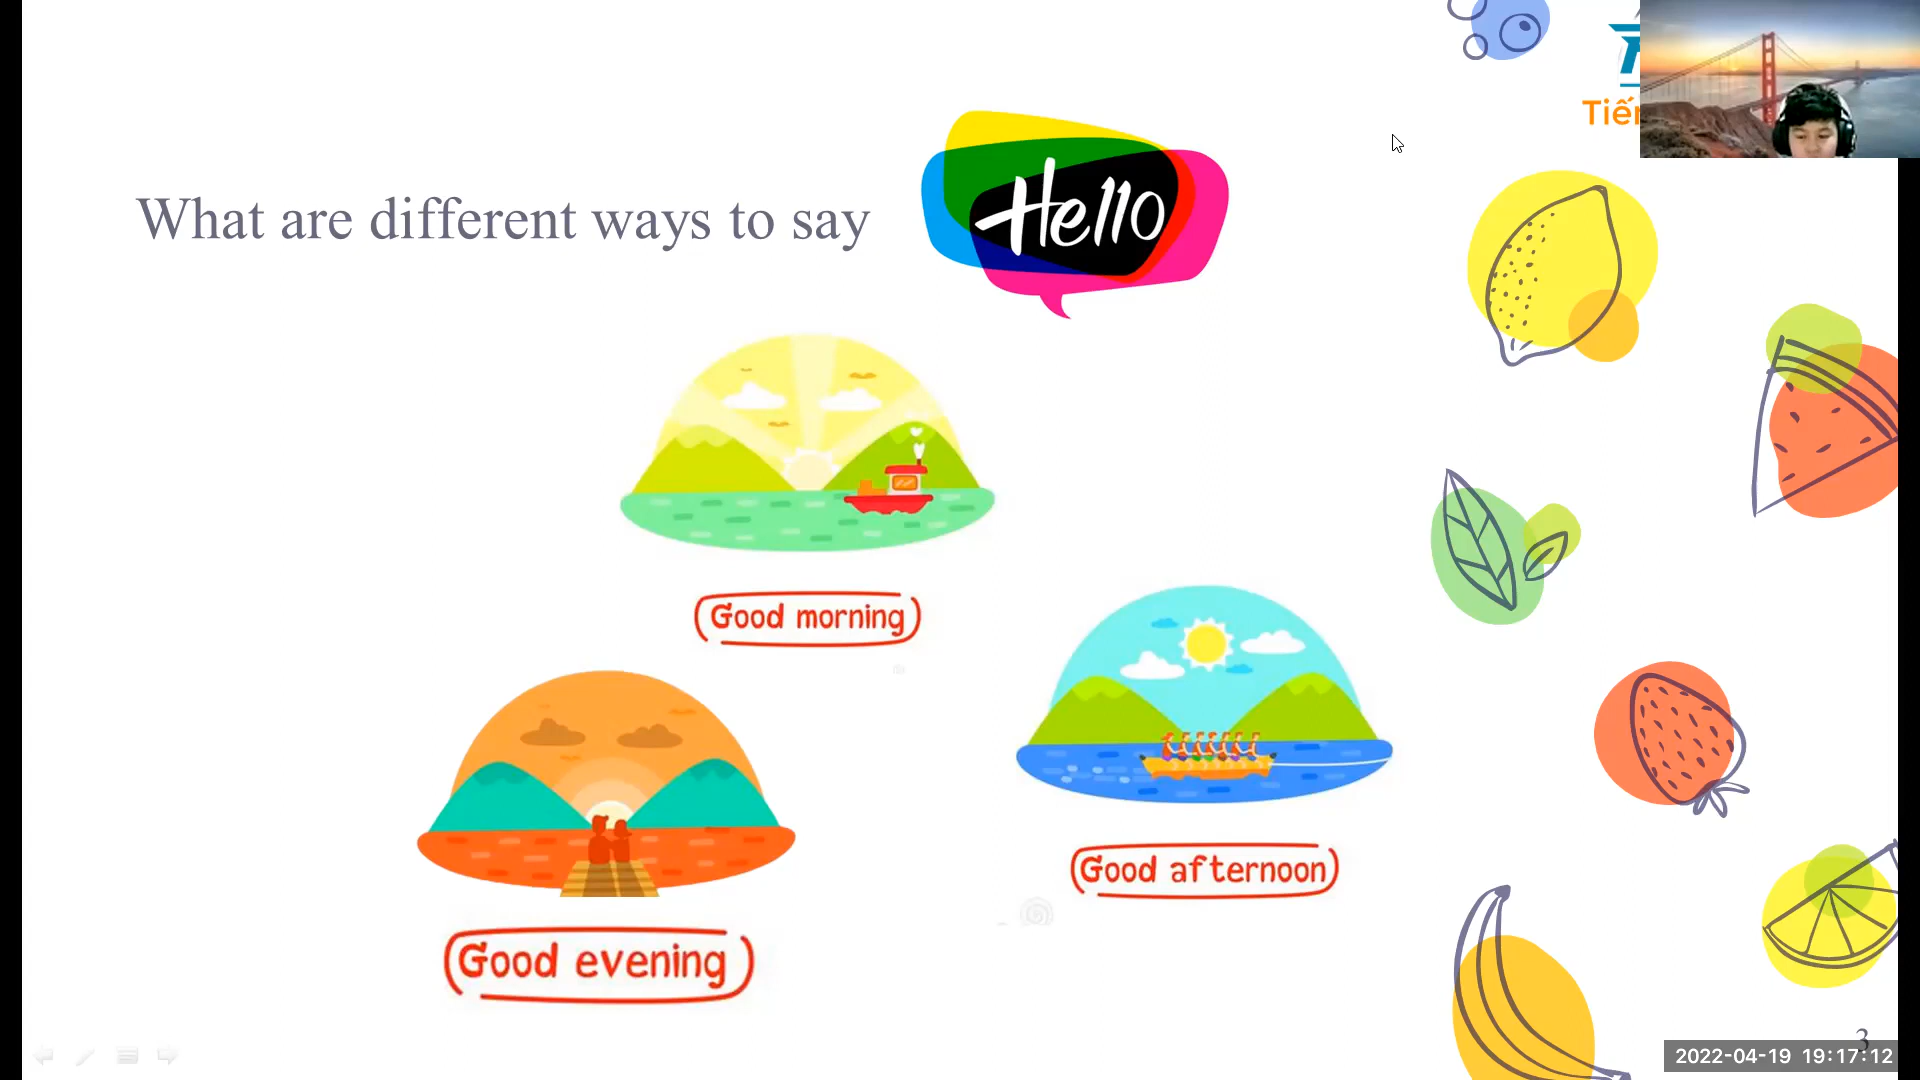 What are different ways to say
Hello
Good morning
Good afternoon
Good evening
3
2022-04-19 19:17:12